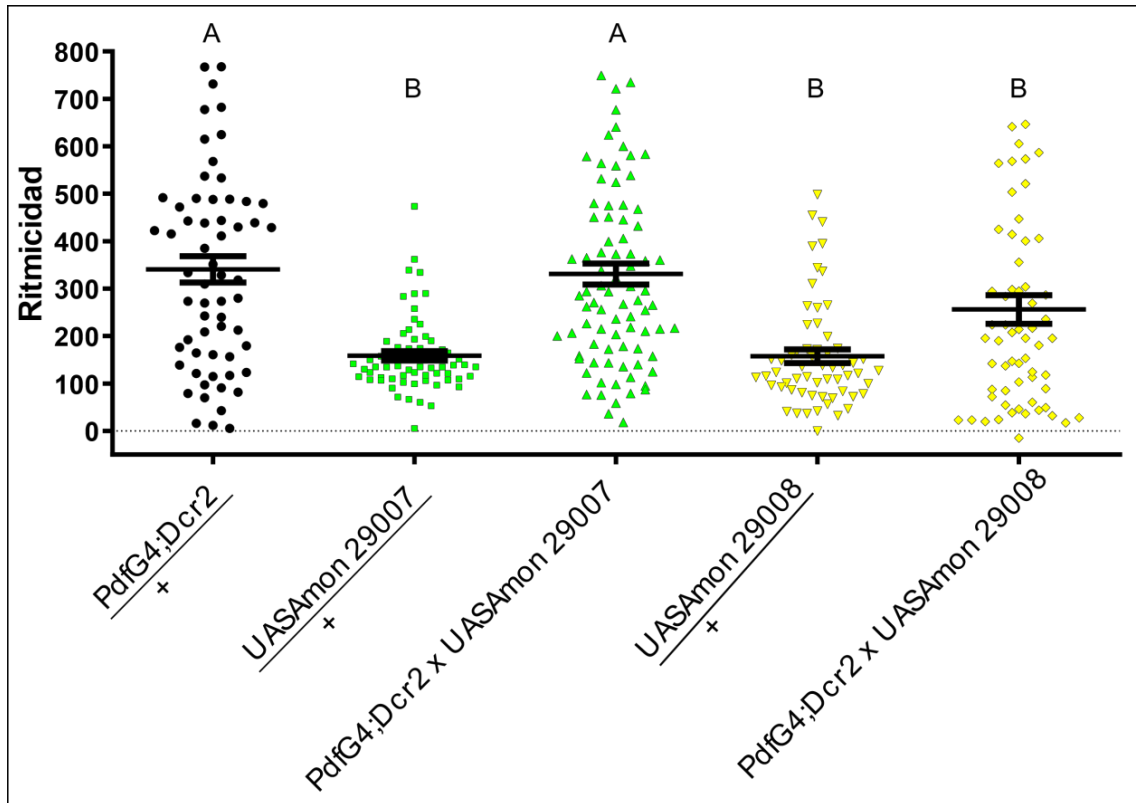 A
A
B
B
B
Ritmicidad
800
700
600
500
400
300
200
100
0
PdfG4;Dcr2
+
UASAmon 29007
+
PdfG4;Dcr2 x UASAmon 29007
UASAmon 29008
+
PdfG4;Dcr2 x UASAmon 29008